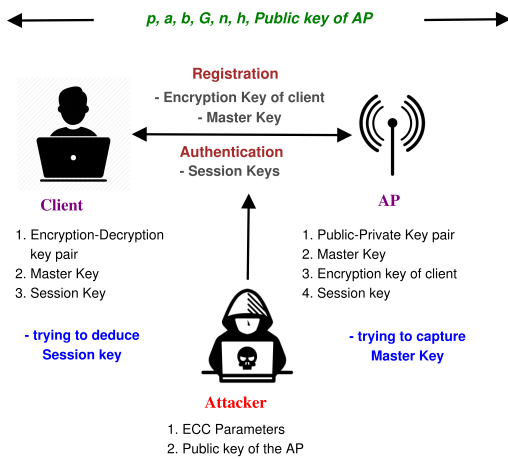 p, a, b, G, n, h, Public key of AP
Registration
- Encryption Key of client
- Master Key
Authentication
- Session Keys
Client
1. Encryption-Decryption
key pair
2. Master Key
3. Session Key
- trying to deduce
Session key
AP
1. Public-Private Key pair
2. Master Key
3. Encryption key of client
4. Session key
- trying to capture
Master Key
Attacker
1. ECC Parameters
2. Public key of the AP